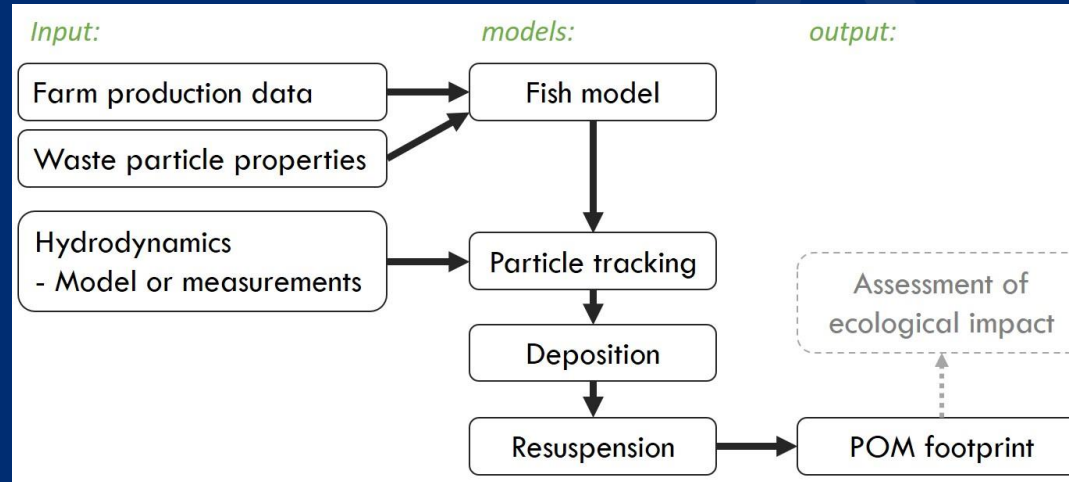 Input:
models:
output:
Farm production data
Fish model
Waste particle properties
Hydrodynamics
- Model or measurements
Particle tracking
Assessment of
ecological impact
Deposition
Resuspension
POM footprint